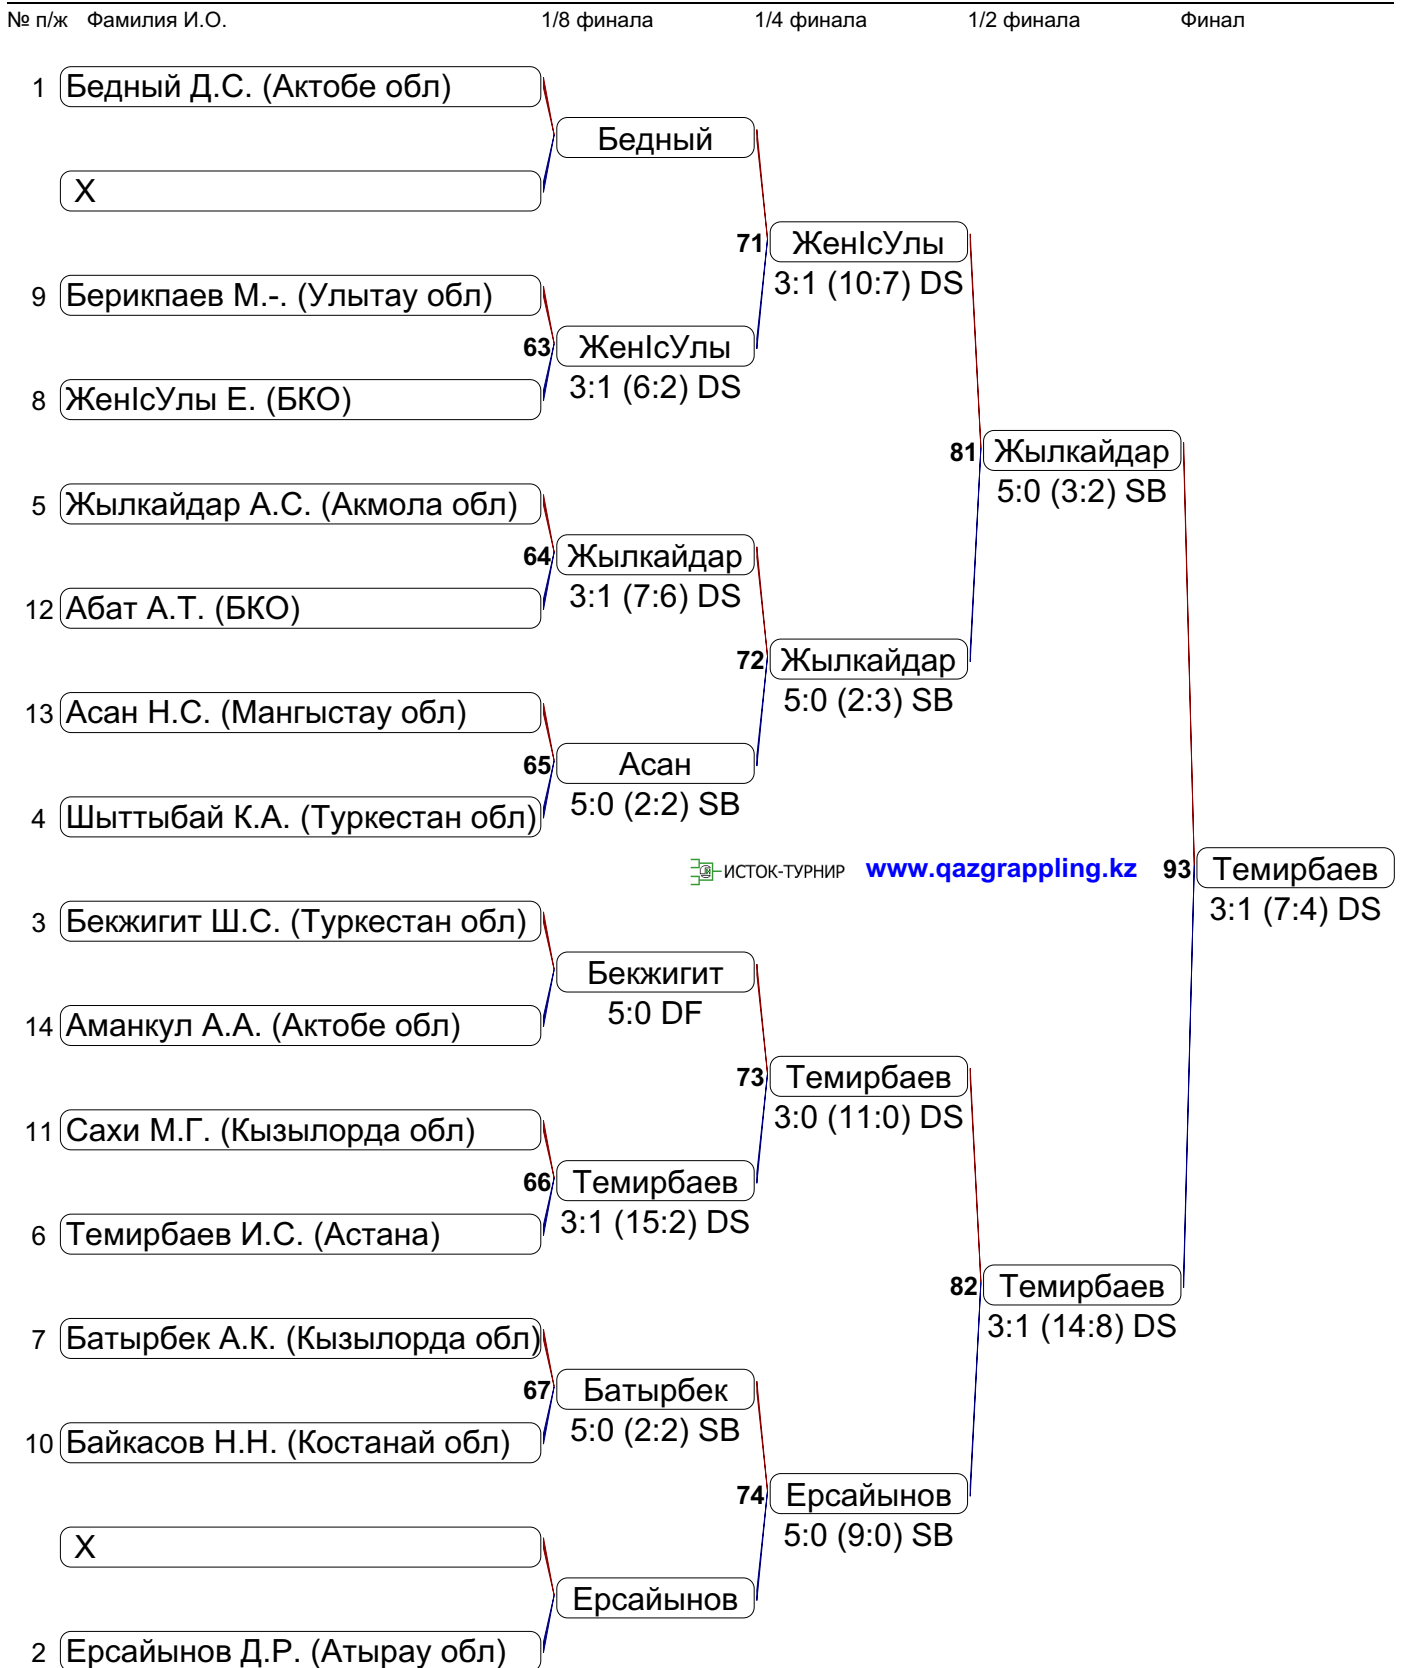 № п/ж Фамилия И.О. 1/8 финала 1/4 финала 1/2 финала Финал
1 Бедный Д.С. (Актобе обл)
Бедный
X
71 ЖенІсУлы
3:1 (10:7) DS
9 Берикпаев М.-. (Улытау обл)
63 ЖенІсУлы
3:1 (6:2) DS
8 ЖенІсУлы Е. (БКО)
81 Жылкайдар
5:0 (3:2) SB
5 Жылкайдар А.С. (Акмола обл)
64 Жылкайдар
3:1 (7:6) DS
12 Абат А.Т. (БКО)
72 Жылкайдар
5:0 (2:3) SB
13 Асан Н.С. (Мангыстау обл)
65 Асан
5:0 (2:2) SB
4 Шыттыбай К.А. (Туркестан обл)
ИСТОК-ТУРНИР www.qazgrappling.kz 93 Темирбаев
3:1 (7:4) DS
3 Бекжигит Ш.С. (Туркестан обл)
Бекжигит
5:0 DF
14 Аманкул А.А. (Актобе обл)
73 Темирбаев
3:0 (11:0) DS
11 Сахи М.Г. (Кызылорда обл)
66 Темирбаев
3:1 (15:2) DS
6 Темирбаев И.С. (Астана)
82 Темирбаев
3:1 (14:8) DS
7 Батырбек А.К. (Кызылорда обл)
67 Батырбек
5:0 (2:2) SB
10 Байкасов Н.Н. (Костанай обл)
74 Ерсайынов
5:0 (9:0) SB
X
Ерсайынов
2 Ерсайынов Д.Р. (Атырау обл)